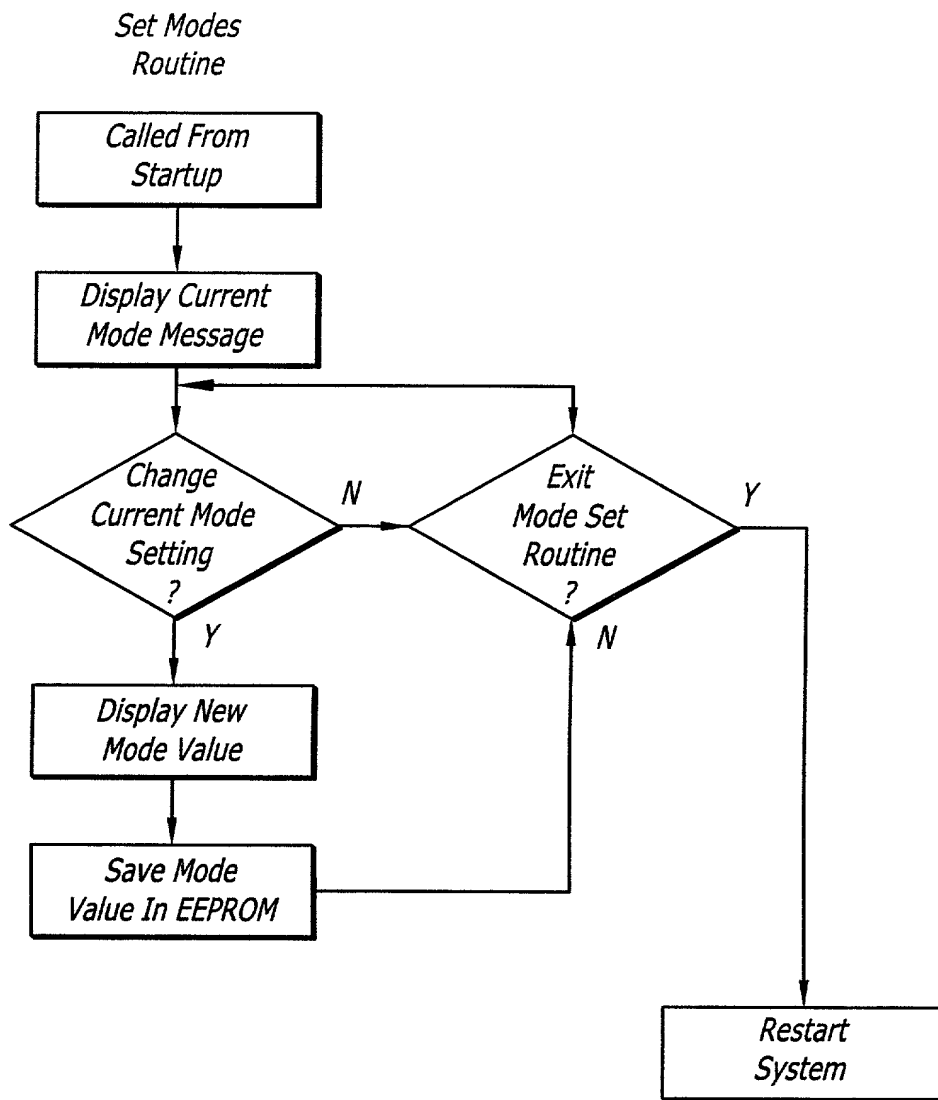 Set Modes
Routine
Called From
Startup
Display Current
Mode Message
Change
Current Mode
Setting
?
N
Y
Exit
Mode Set
Routine
?
Y
N
Display New
Mode Value
Save Mode
Value In EEPROM
Restart
System